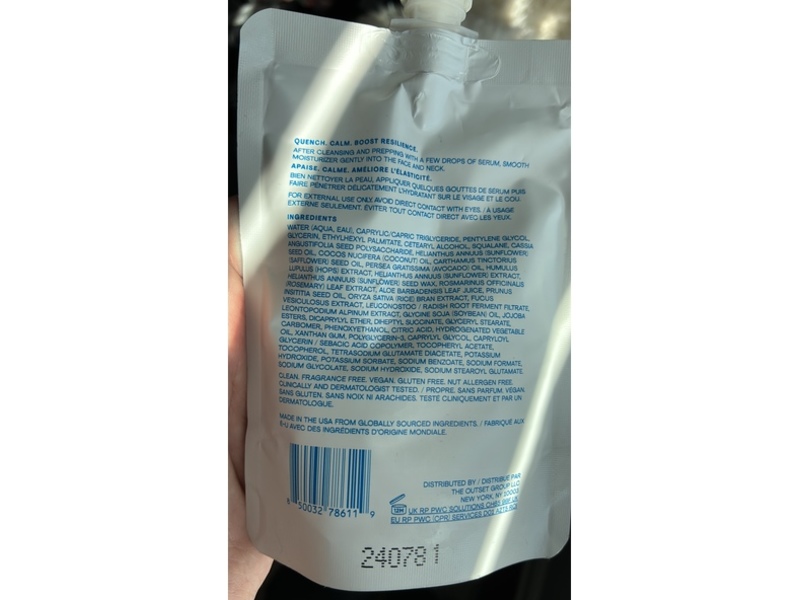 QUENCH. CALM. BOOST RESILIENCE.
AFTER CLEANSING AND PREPPING WITH A FEW DROPS OF SERUM, SMOOTH
MOISTURIZER GENTLY INTO THE FACE AND NECK.
APAISE. CALME. AMÉLIORE L'ÉLASTICITÉ.
BIEN NETTOYER LA PEAU, APPLIQUER QUELQUES GOUTTES DE SÉRUM PUIS
FAIRE PÉNÉTRER DÉLICATEMENT L'HYDRATANT SUR LE VISAGE ET LE COU.
FOR EXTERNAL USE ONLY. AVOID DIRECT CONTACT WITH EYES. / À USAGE
EXTERNE SEULEMENT. ÉVITER TOUT CONTACT DIRECT AVEC LES YEUX.
INGREDIENTS
WATER (AQUA, EAU), CAPRYLIC/CAPRIC TRIGLYCERIDE, PENTYLENE GLYCOL,
GLYCERIN, ETHYLHEXYL PALMITATE, CETEARYL ALCOHOL, SQUALANE, CASSIA
ANGUSTIFOLIA SEED POLYSACCHARIDE, HELIANTHUS ANNUUS (SUNFLOWER)
SEED OIL, COCOS NUCIFERA (COCONUT) OIL, CARTHAMUS TINCTORIUS
(SAFFLOWER) SEED OIL, PERSEA GRATISSIMA (AVOCADO) OIL, HUMULUS
LUPULUS (HOPS) EXTRACT, HELIANTHUS ANNUUS (SUNFLOWER) EXTRACT,
HELIANTHUS ANNUUS (SUNFLOWER) SEED WAX, ROSMARINUS OFFICINALIS
(ROSEMARY) LEAF EXTRACT, ALOE BARBADENSIS LEAF JUICE, PRUNUS
INSITITIA SEED OIL, ORYZA SATIVA (RICE) BRAN EXTRACT, FUCUS
VESICULOSUS EXTRACT, LEUCONOSTOC / RADISH ROOT FERMENT FILTRATE,
LEONTOPODIUM ALPINUM EXTRACT, GLYCINE SOJA (SOYBEAN) OIL, JOJOBA
ESTERS, DICAPRYLYL ETHER, DIHEPTYL SUCCINATE, GLYCERYL STEARATE,
CARBOMER, PHENOXYETHANOL, CITRIC ACID, HYDROGENATED VEGETABLE
OIL, XANTHAN GUM, POLYGLYCERIN-3, CAPRYLYL GLYCOL, CAPRYLOYL
GLYCERIN / SEBACIC ACID COPOLYMER, TOCOPHERYL ACETATE,
TOCOPHEROL, TETRASODIUM GLUTAMATE DIACETATE, POTASSIUM
HYDROXIDE, POTASSIUM SORBATE, SODIUM BENZOATE, SODIUM FORMATE,
SODIUM GLYCOLATE, SODIUM HYDROXIDE, SODIUM STEAROYL GLUTAMATE.
CLEAN. FRAGRANCE FREE. VEGAN. GLUTEN FREE. NUT ALLERGEN FREE.
CLINICALLY AND DERMATOLOGIST TESTED. / PROPRE. SANS PARFUM. VEGAN.
SANS GLUTEN. SANS NOIX NI ARACHIDES. TESTÉ CLINIQUEMENT ET PAR UN
DERMATOLOGUE.
MADE IN THE USA FROM GLOBALLY SOURCED INGREDIENTS. / FABRIQUÉ AUX
É-U AVEC DES INGRÉDIENTS D'ORIGINE MONDIALE.
8 50032 78611 9
DISTRIBUTED BY / DISTRIBUÉ PAR
THE OUTSET GROUP LLC
NEW YORK, NY 10003
12M
UK RP PWC SOLUTIONS
EU RP PWC (CPR) SERVICES
240781